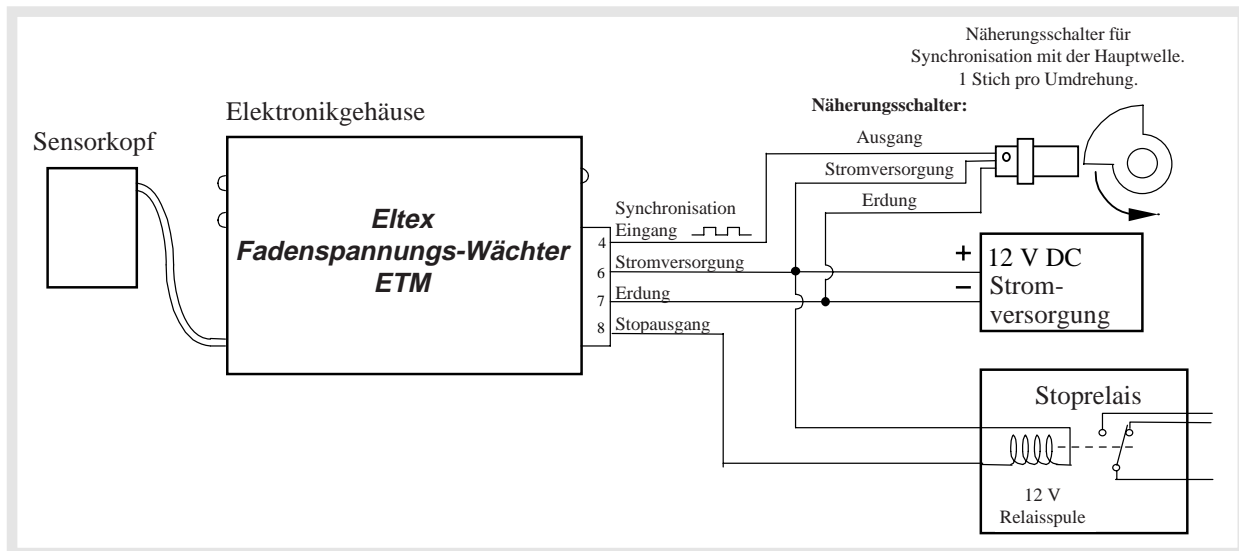 Näherungsschalter für
Synchronisation mit der Hauptwelle.
1 Stich pro Umdrehung.
Näherungsschalter:
Elektronikgehäuse
Sensorkopf
Ausgang
Stromversorgung
Erdung
Eltex
Fadenspannungs-Wächter
ETM
Synchronisation
4 Eingang
6 Stromversorgung
7 Erdung
8 Stopausgang
+ 12 V DC
− Strom-
versorgung
Stoprelais
12 V
Relaisspule